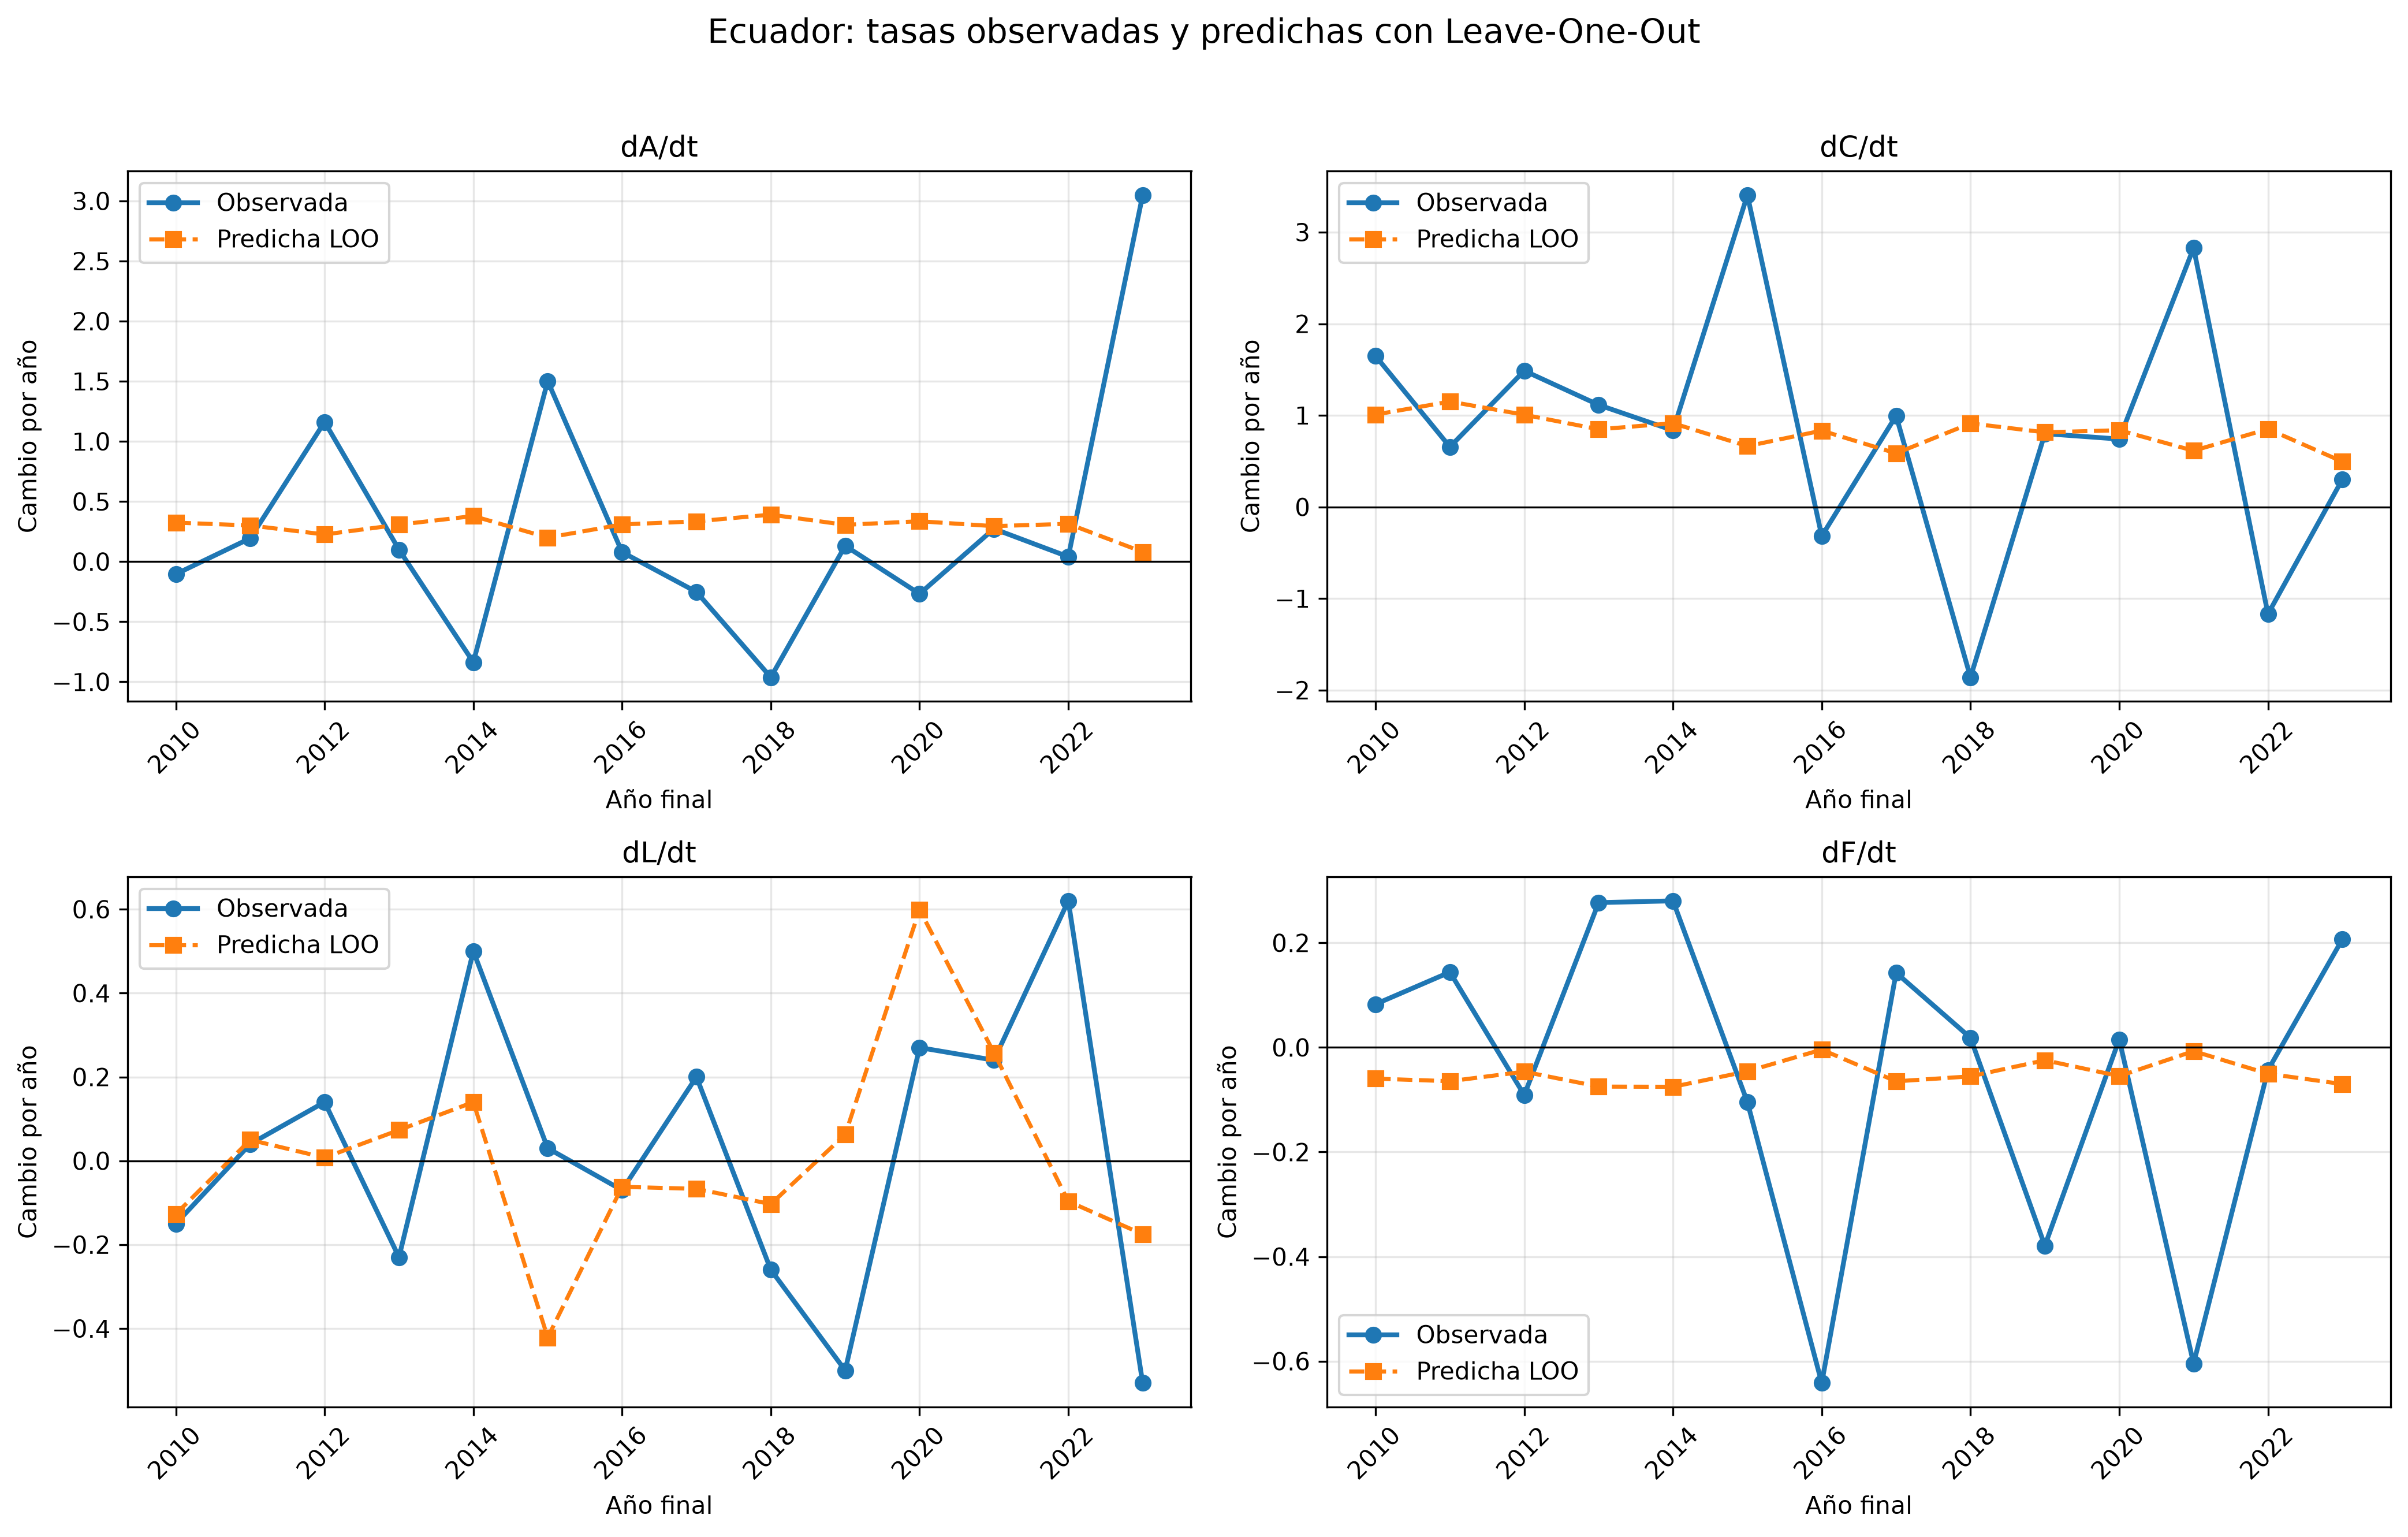 Ecuador: tasas observadas y predichas con Leave-One-Out
dA/dt
Observada
Predicha LOO
3.0
2.5
2.0
1.5
1.0
0.5
0.0
−0.5
−1.0
Cambio por año
2010
2012
2014
2016
2018
2020
2022
Año final
dC/dt
Observada
Predicha LOO
3
2
1
0
−1
−2
Cambio por año
2010
2012
2014
2016
2018
2020
2022
Año final
dL/dt
Observada
Predicha LOO
0.6
0.4
0.2
0.0
−0.2
−0.4
Cambio por año
2010
2012
2014
2016
2018
2020
2022
Año final
dF/dt
0.2
0.0
−0.2
−0.4
−0.6
Cambio por año
Observada
Predicha LOO
2010
2012
2014
2016
2018
2020
2022
Año final